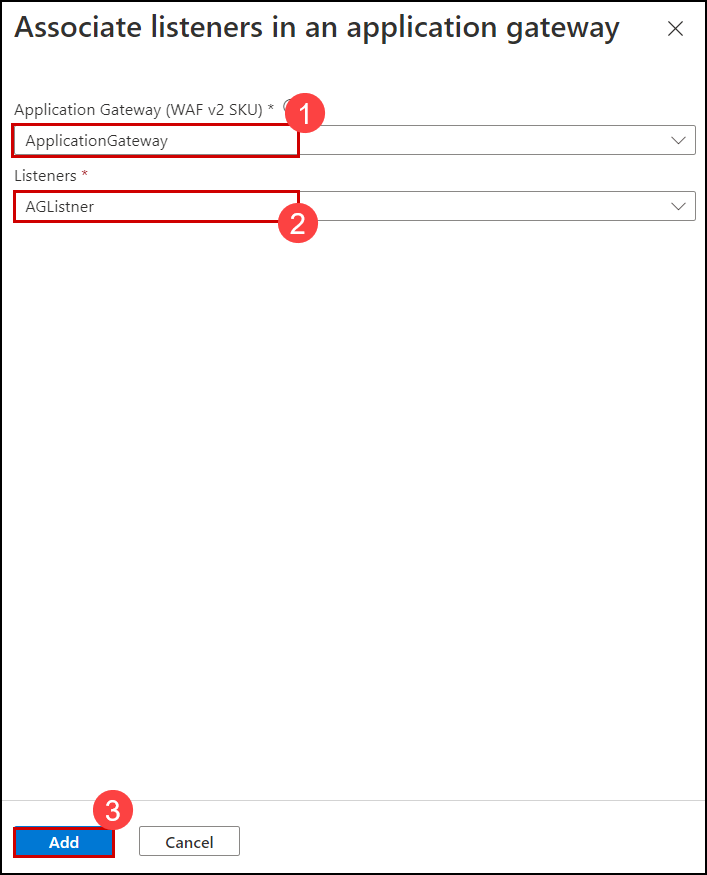 Associate listeners in an application gateway
Application Gateway (WAF v2 SKU) *
1
ApplicationGateway
Listeners *
AGListner
2
3
Add Cancel